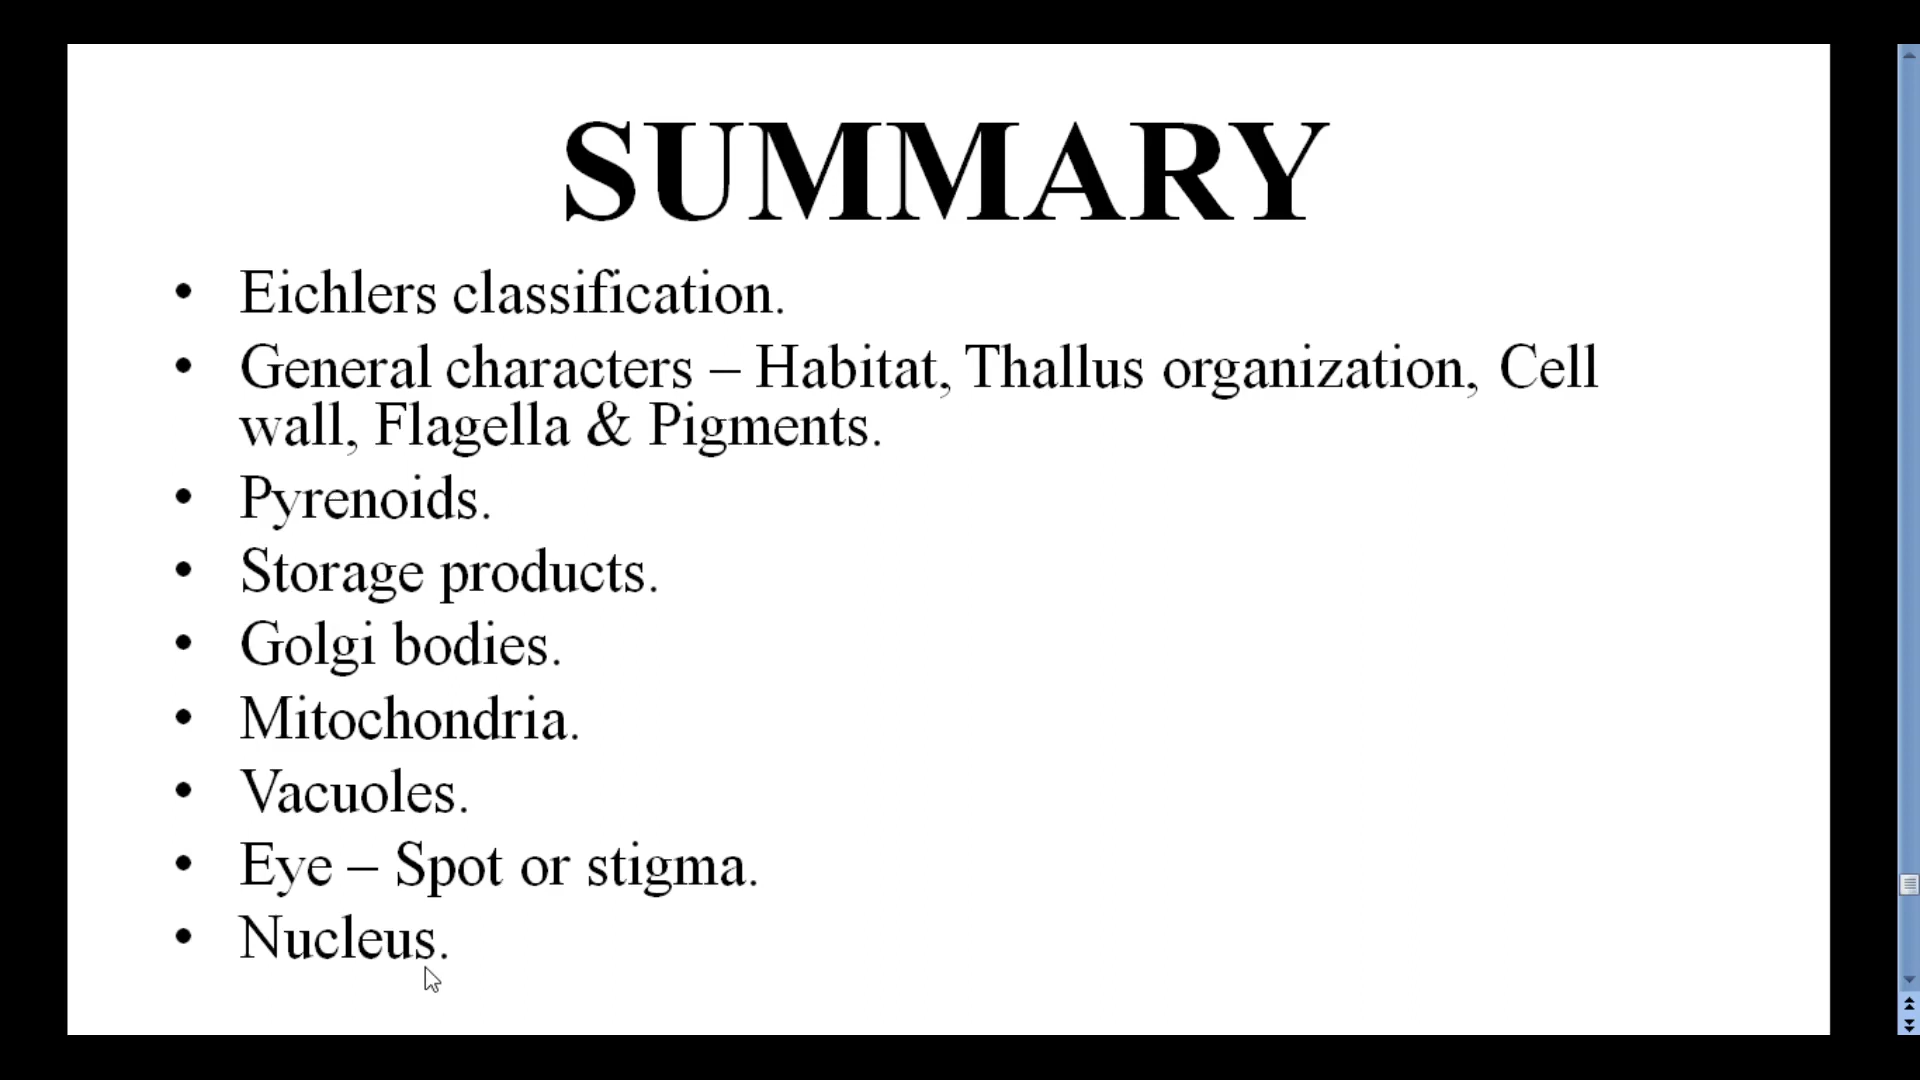 SUMMARY
• Eichlers classification.
• General characters – Habitat, Thallus organization, Cell
wall, Flagella & Pigments.
• Pyrenoids.
• Storage products.
• Golgi bodies.
• Mitochondria.
• Vacuoles.
• Eye – Spot or stigma.
• Nucleus.